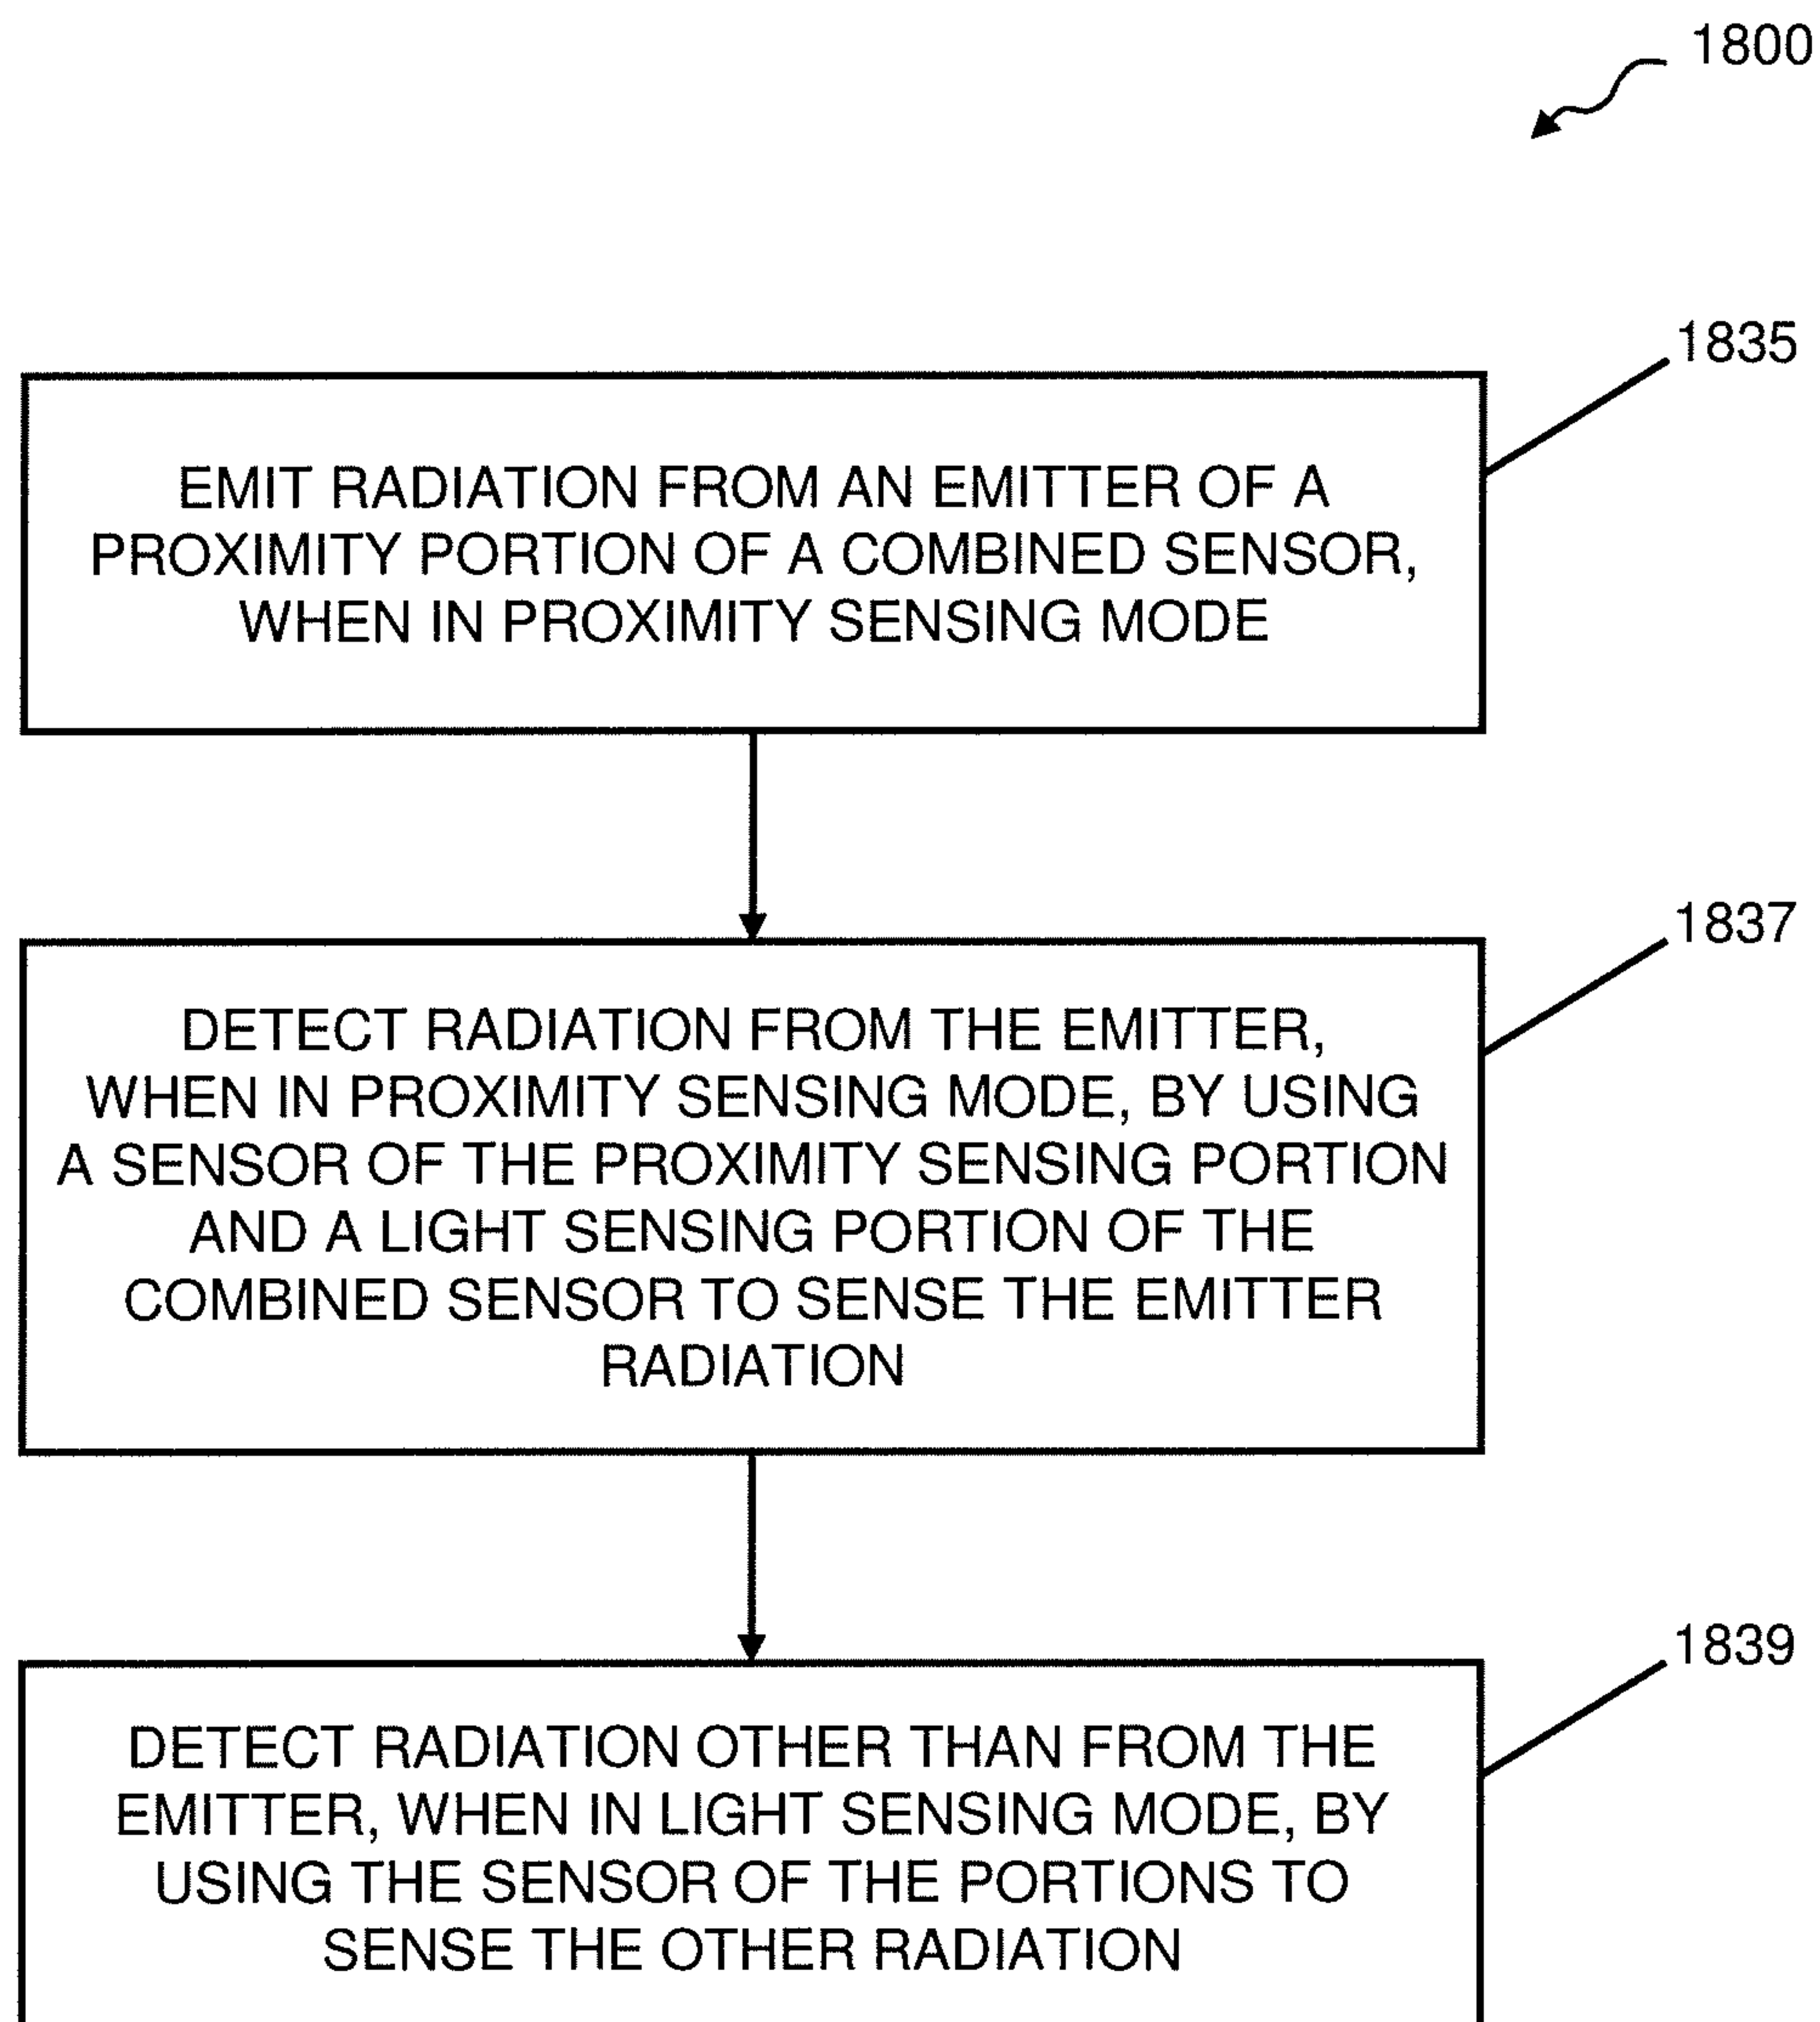 1800
1835
EMIT RADIATION FROM AN EMITTER OF A
PROXIMITY PORTION OF A COMBINED SENSOR,
WHEN IN PROXIMITY SENSING MODE
1837
DETECT RADIATION FROM THE EMITTER,
WHEN IN PROXIMITY SENSING MODE, BY USING
A SENSOR OF THE PROXIMITY SENSING PORTION
AND A LIGHT SENSING PORTION OF THE
COMBINED SENSOR TO SENSE THE EMITTER
RADIATION
1839
DETECT RADIATION OTHER THAN FROM THE
EMITTER, WHEN IN LIGHT SENSING MODE, BY
USING THE SENSOR OF THE PORTIONS TO
SENSE THE OTHER RADIATION